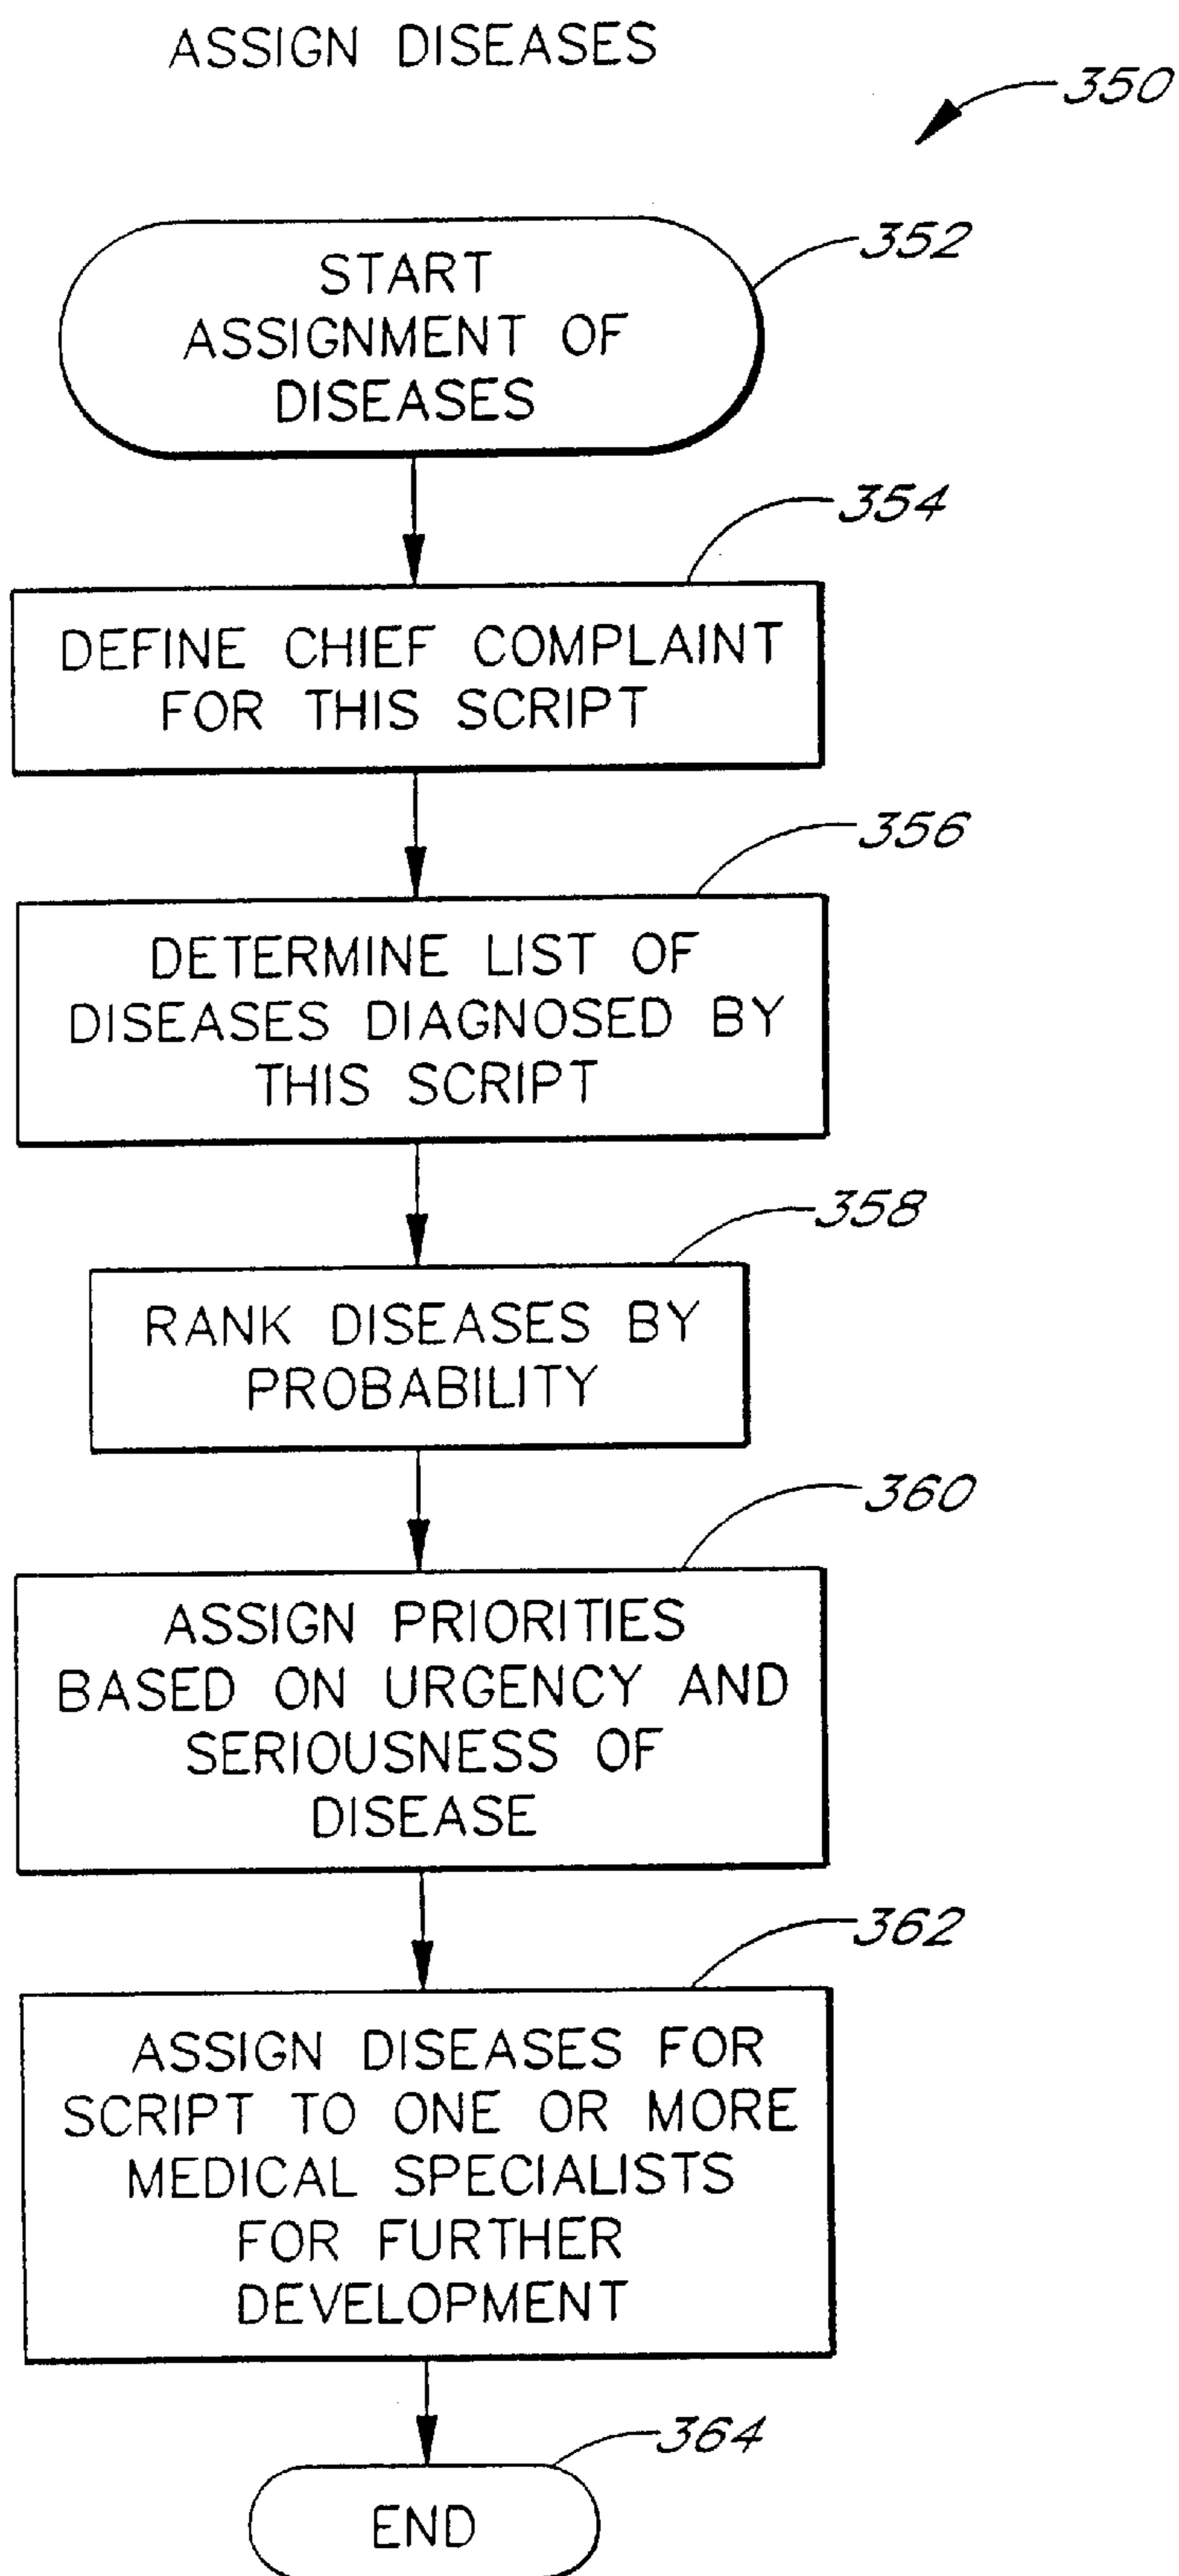 ASSIGN DISEASES
350
352
START
ASSIGNMENT OF
DISEASES
354
DEFINE CHIEF COMPLAINT
FOR THIS SCRIPT
356
DETERMINE LIST OF
DISEASES DIAGNOSED BY
THIS SCRIPT
358
RANK DISEASES BY
PROBABILITY
360
ASSIGN PRIORITIES
BASED ON URGENCY AND
SERIOUSNESS OF
DISEASE
362
ASSIGN DISEASES FOR
SCRIPT TO ONE OR MORE
MEDICAL SPECIALISTS
FOR FURTHER
DEVELOPMENT
364
END